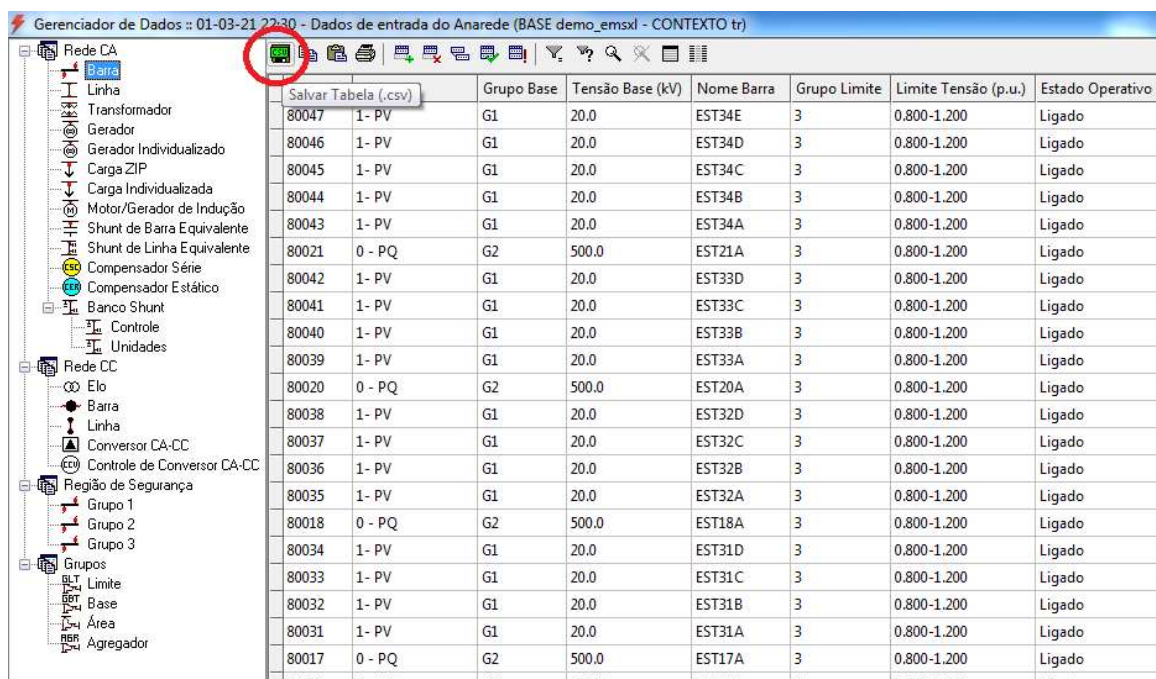 Gerenciador de Dados :: 01-03-21 22:30 - Dados de entrada do Anarede (BASE demo_emsxl - CONTEXTO tr)
Rede CA
Barra
Linha
Transformador
Gerador
Gerador Individualizado
Carga ZIP
Carga Individualizada
Motor/Gerador de Indução
Shunt de Barra Equivalente
Shunt de Linha Equivalente
CSC Compensador Série
CER Compensador Estático
Banco Shunt
Controle
Unidades
Rede CC
Elo
Barra
Linha
Conversor CA-CC
CCV Controle de Conversor CA-CC
Região de Segurança
Grupo 1
Grupo 2
Grupo 3
Grupos
GLT Limite
GBT Base
Área
AGR Agregador
Salvar Tabela (.csv)
Grupo Base Tensão Base (kV) Nome Barra Grupo Limite Limite Tensão (p.u.) Estado Operativo
80047 1- PV G1 20.0 EST34E 3 0.800-1.200 Ligado
80046 1- PV G1 20.0 EST34D 3 0.800-1.200 Ligado
80045 1- PV G1 20.0 EST34C 3 0.800-1.200 Ligado
80044 1- PV G1 20.0 EST34B 3 0.800-1.200 Ligado
80043 1- PV G1 20.0 EST34A 3 0.800-1.200 Ligado
80021 0 - PQ G2 500.0 EST21A 3 0.800-1.200 Ligado
80042 1- PV G1 20.0 EST33D 3 0.800-1.200 Ligado
80041 1- PV G1 20.0 EST33C 3 0.800-1.200 Ligado
80040 1- PV G1 20.0 EST33B 3 0.800-1.200 Ligado
80039 1- PV G1 20.0 EST33A 3 0.800-1.200 Ligado
80020 0 - PQ G2 500.0 EST20A 3 0.800-1.200 Ligado
80038 1- PV G1 20.0 EST32D 3 0.800-1.200 Ligado
80037 1- PV G1 20.0 EST32C 3 0.800-1.200 Ligado
80036 1- PV G1 20.0 EST32B 3 0.800-1.200 Ligado
80035 1- PV G1 20.0 EST32A 3 0.800-1.200 Ligado
80018 0 - PQ G2 500.0 EST18A 3 0.800-1.200 Ligado
80034 1- PV G1 20.0 EST31D 3 0.800-1.200 Ligado
80033 1- PV G1 20.0 EST31C 3 0.800-1.200 Ligado
80032 1- PV G1 20.0 EST31B 3 0.800-1.200 Ligado
80031 1- PV G1 20.0 EST31A 3 0.800-1.200 Ligado
80017 0 - PQ G2 500.0 EST17A 3 0.800-1.200 Ligado